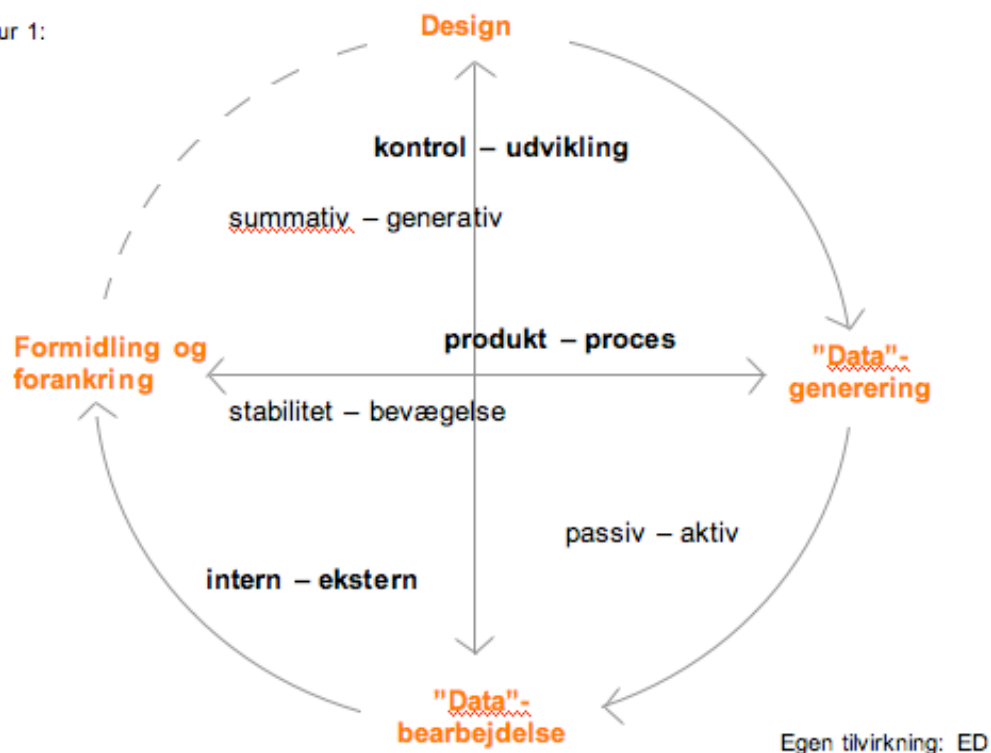 ur 1:
Design
kontrol – udvikling
summativ – generativ
produkt – proces
Formidling og
forankring
"Data"-
generering
stabilitet – bevægelse
passiv – aktiv
intern – ekstern
"Data"-
bearbejdelse
Egen tilvirkning: ED